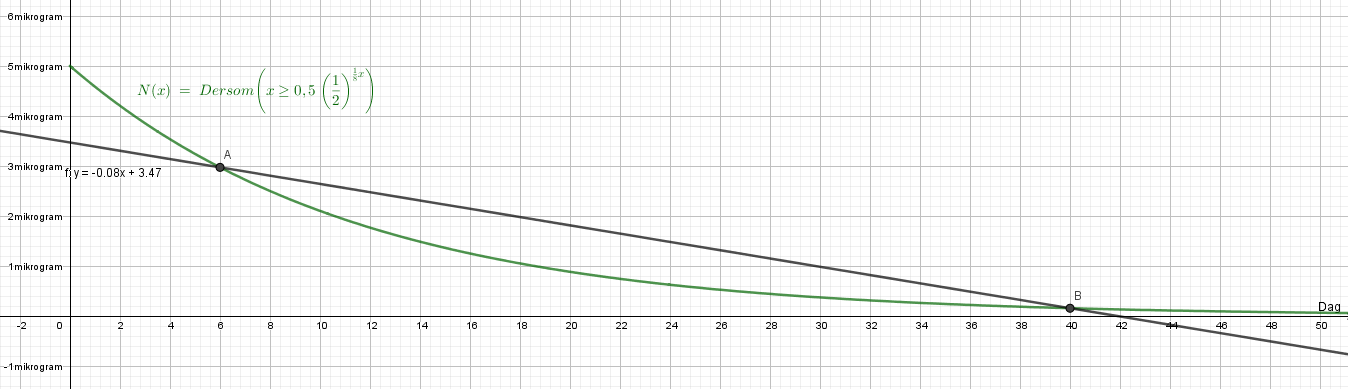 6mikrogram
5mikrogram
N(x) = Dersom(x ≥ 0,5 (1/2)^(1/8 x))
4mikrogram
A
3mikrogram
f: y = -0.08x + 3.47
2mikrogram
1mikrogram
B
Dag
-2 0 2 4 6 8 10 12 14 16 18 20 22 24 26 28 30 32 34 36 38 40 42 44 46 48 50
-1mikrogram